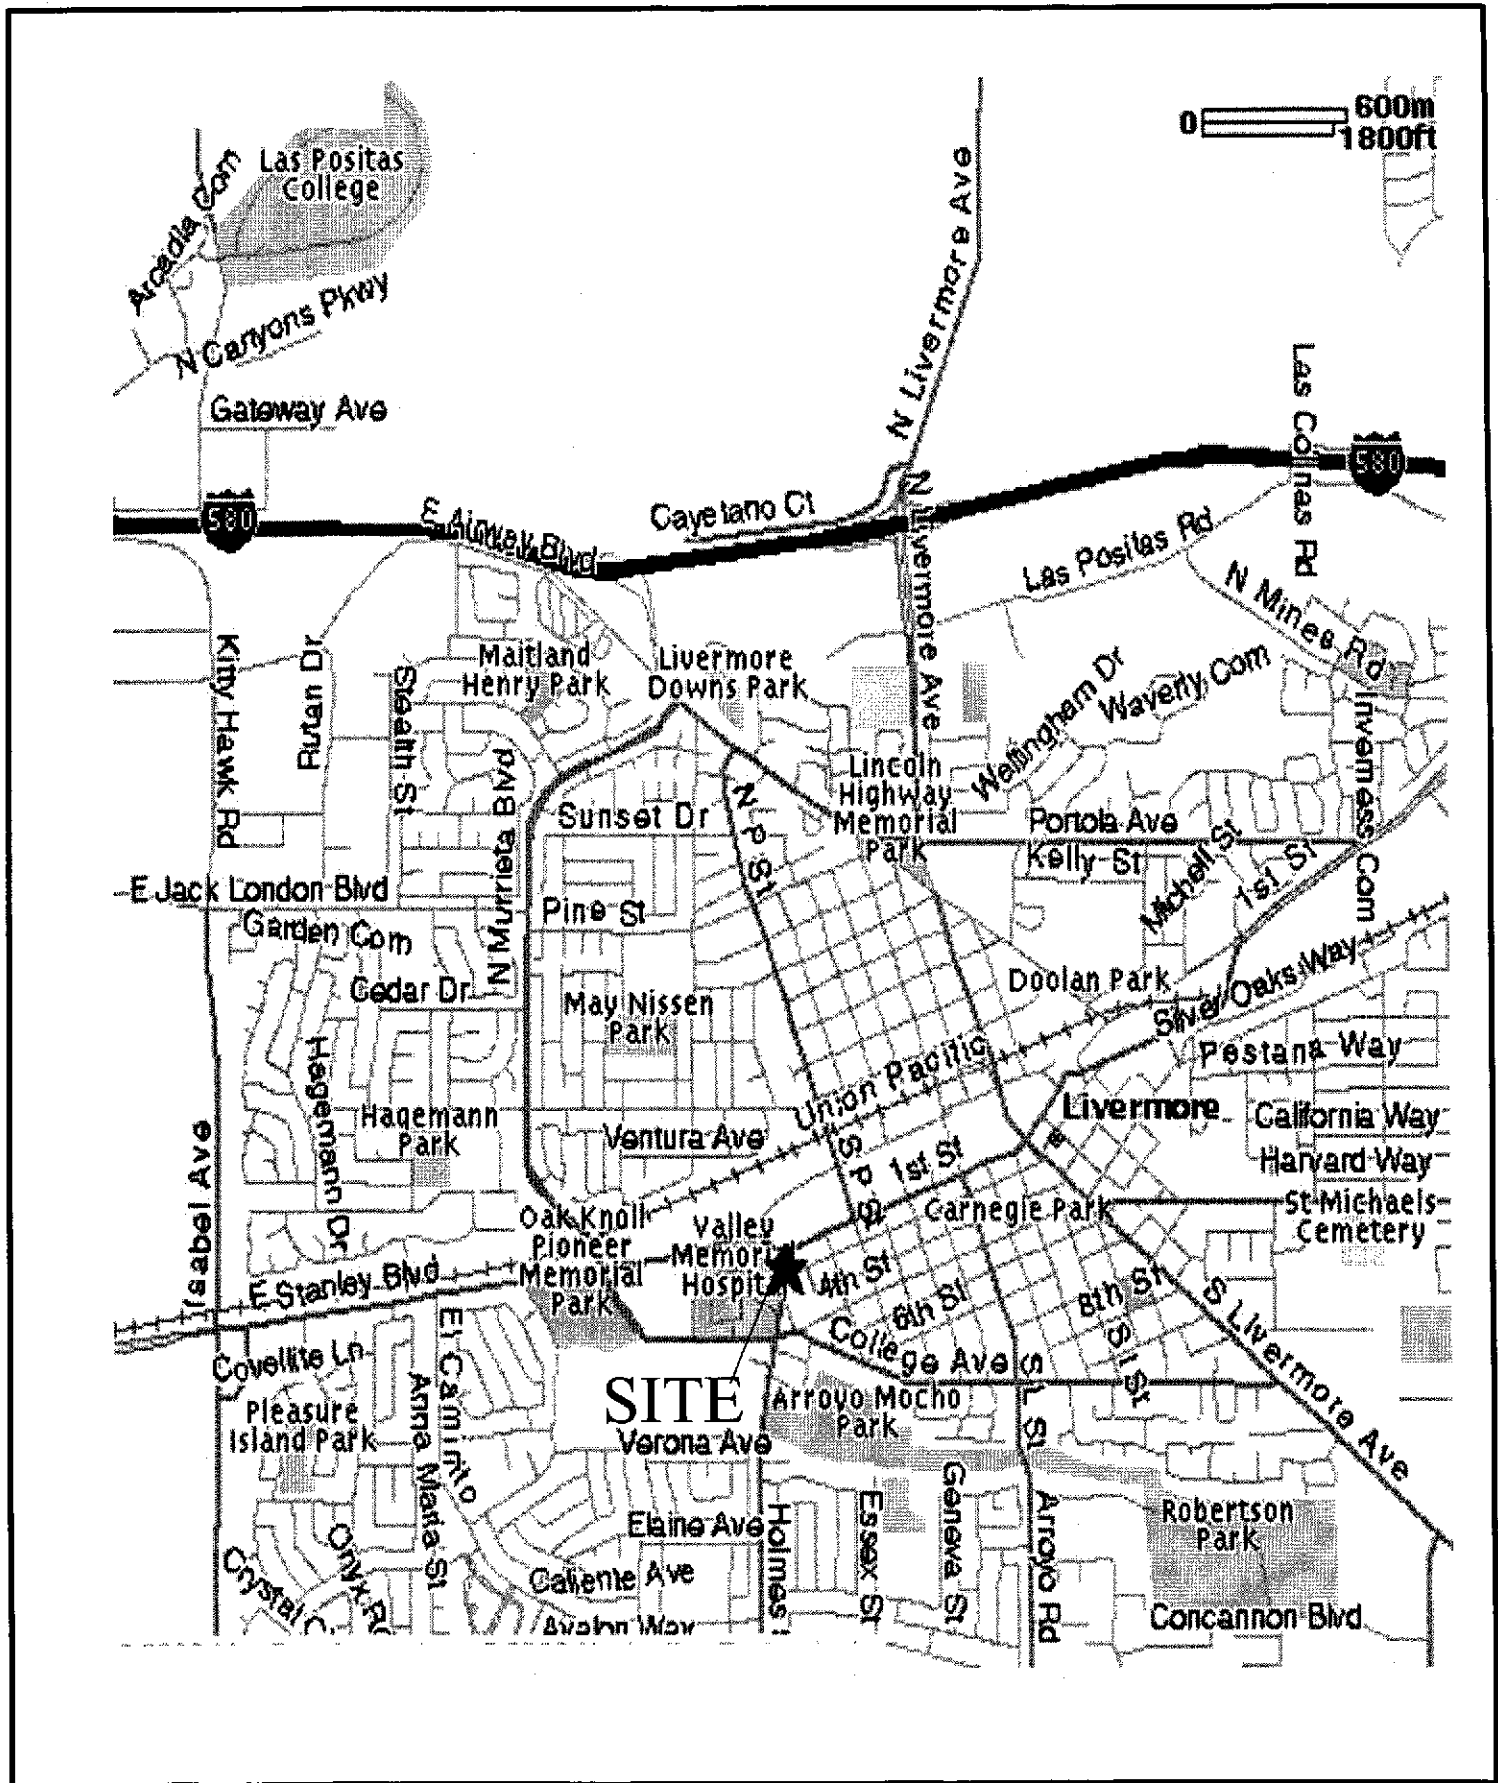 0
600m
1800ft
Las Positas
College
Arcadia Com
N Livermore Ave
N Canyons Pkwy
Gateway Ave
Las Colinas Rd
580
580
E Airway Blvd
Cayetano Ct
N Livermore Ave
Las Positas Rd
N Mines Rd
Kitty Hawk Rd
Rutan Dr
Stealth St
Maitland
Henry Park
Livermore
Downs Park
Wellingham Dr
Waverly Com
Inverness Com
N Murrieta Blvd
Sunset Dr
N P St
Lincoln
Highway
Memorial
Park
Portola Ave
Kelly St
Michell St
1st St
E Jack London Blvd
Garden Com
Pine St
Cedar Dr
May Nissen
Park
Doolan Park
Silver Oaks Way
Hagemann Dr
Union Pacific
Pestana Way
Hagemann
Park
Ventura Ave
Livermore
California Way
Harvard Way
Isabel Ave
S P St
1st St
Carnegie Park
St Michaels
Cemetery
Oak Knoll
Pioneer
Memorial
Park
Valley
Memorial
Hospit
E Stanley Blvd
4th St
6th St
8th St
S Livermore Ave
El Caminito
College Ave
S L St
S I St
Covellite Ln
Anna Maria St
SITE
Arroyo Mocho
Park
Pleasure
Island Park
Verona Ave
Onyx
Crystal
Elaine Ave
Holmes
Essex St
Geneva St
Arroyo Rd
Robertson
Park
Caliente Ave
Avalon Way
Concannon Blvd